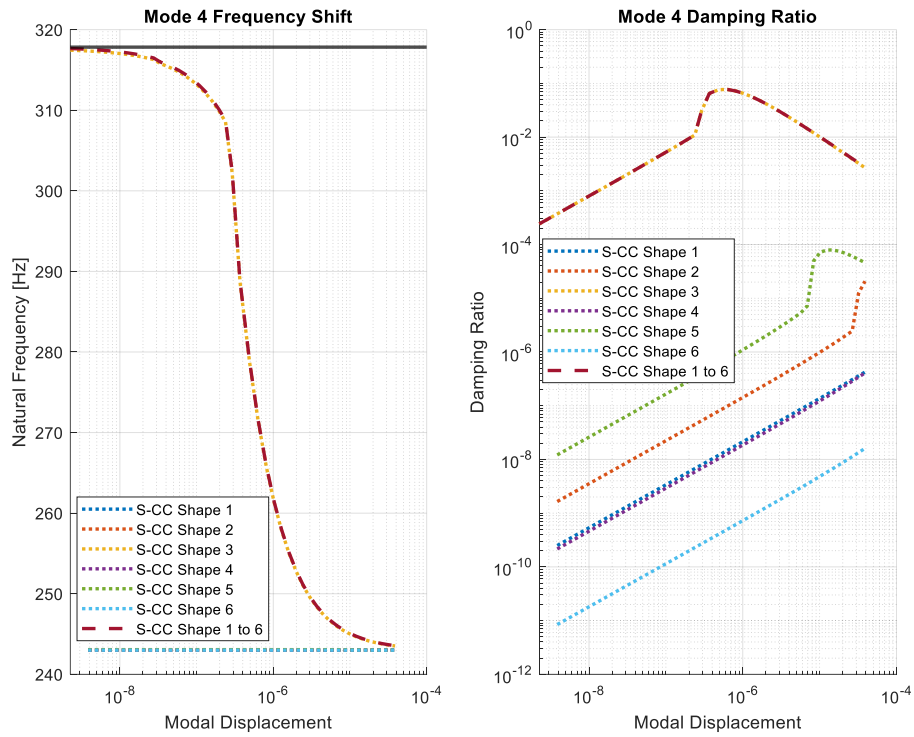 Mode 4 Frequency Shift
320
310
300
290
280
270
260
250
240
Natural Frequency [Hz]
S-CC Shape 1
S-CC Shape 2
S-CC Shape 3
S-CC Shape 4
S-CC Shape 5
S-CC Shape 6
S-CC Shape 1 to 6
10^-8
10^-6
10^-4
Modal Displacement
Mode 4 Damping Ratio
10^0
10^-2
10^-4
10^-6
10^-8
10^-10
10^-12
Damping Ratio
S-CC Shape 1
S-CC Shape 2
S-CC Shape 3
S-CC Shape 4
S-CC Shape 5
S-CC Shape 6
S-CC Shape 1 to 6
10^-8
10^-6
10^-4
Modal Displacement